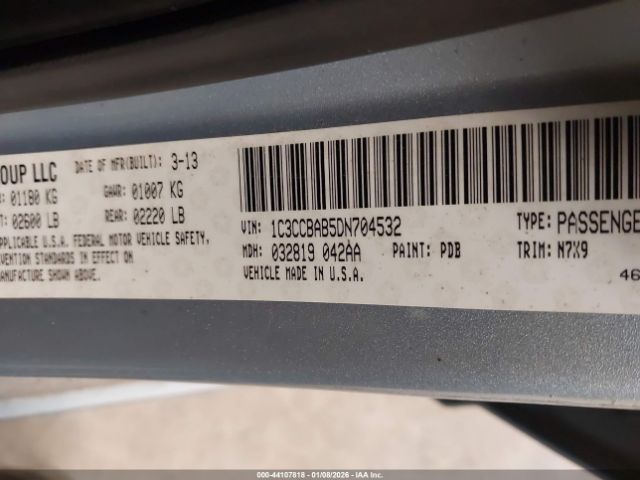 OUP LLC DATE OF MFR(BUILT): 3-13
: 01180 KG GAWR: 01007 KG
T: 02600 LB REAR: 02220 LB
APPLICABLE U.S.A. FEDERAL MOTOR VEHICLE SAFETY,
VENTION STANDARDS IN EFFECT ON
MANUFACTURE SHOWN ABOVE.
VIN: 1C3CCBAB5DN704532 TYPE: PASSENGE
MDH: 032819 042AA PAINT: PDB TRIM: N7X9
VEHICLE MADE IN U.S.A.
46
000-44107818 - 01/08/2026 - IAA Inc.